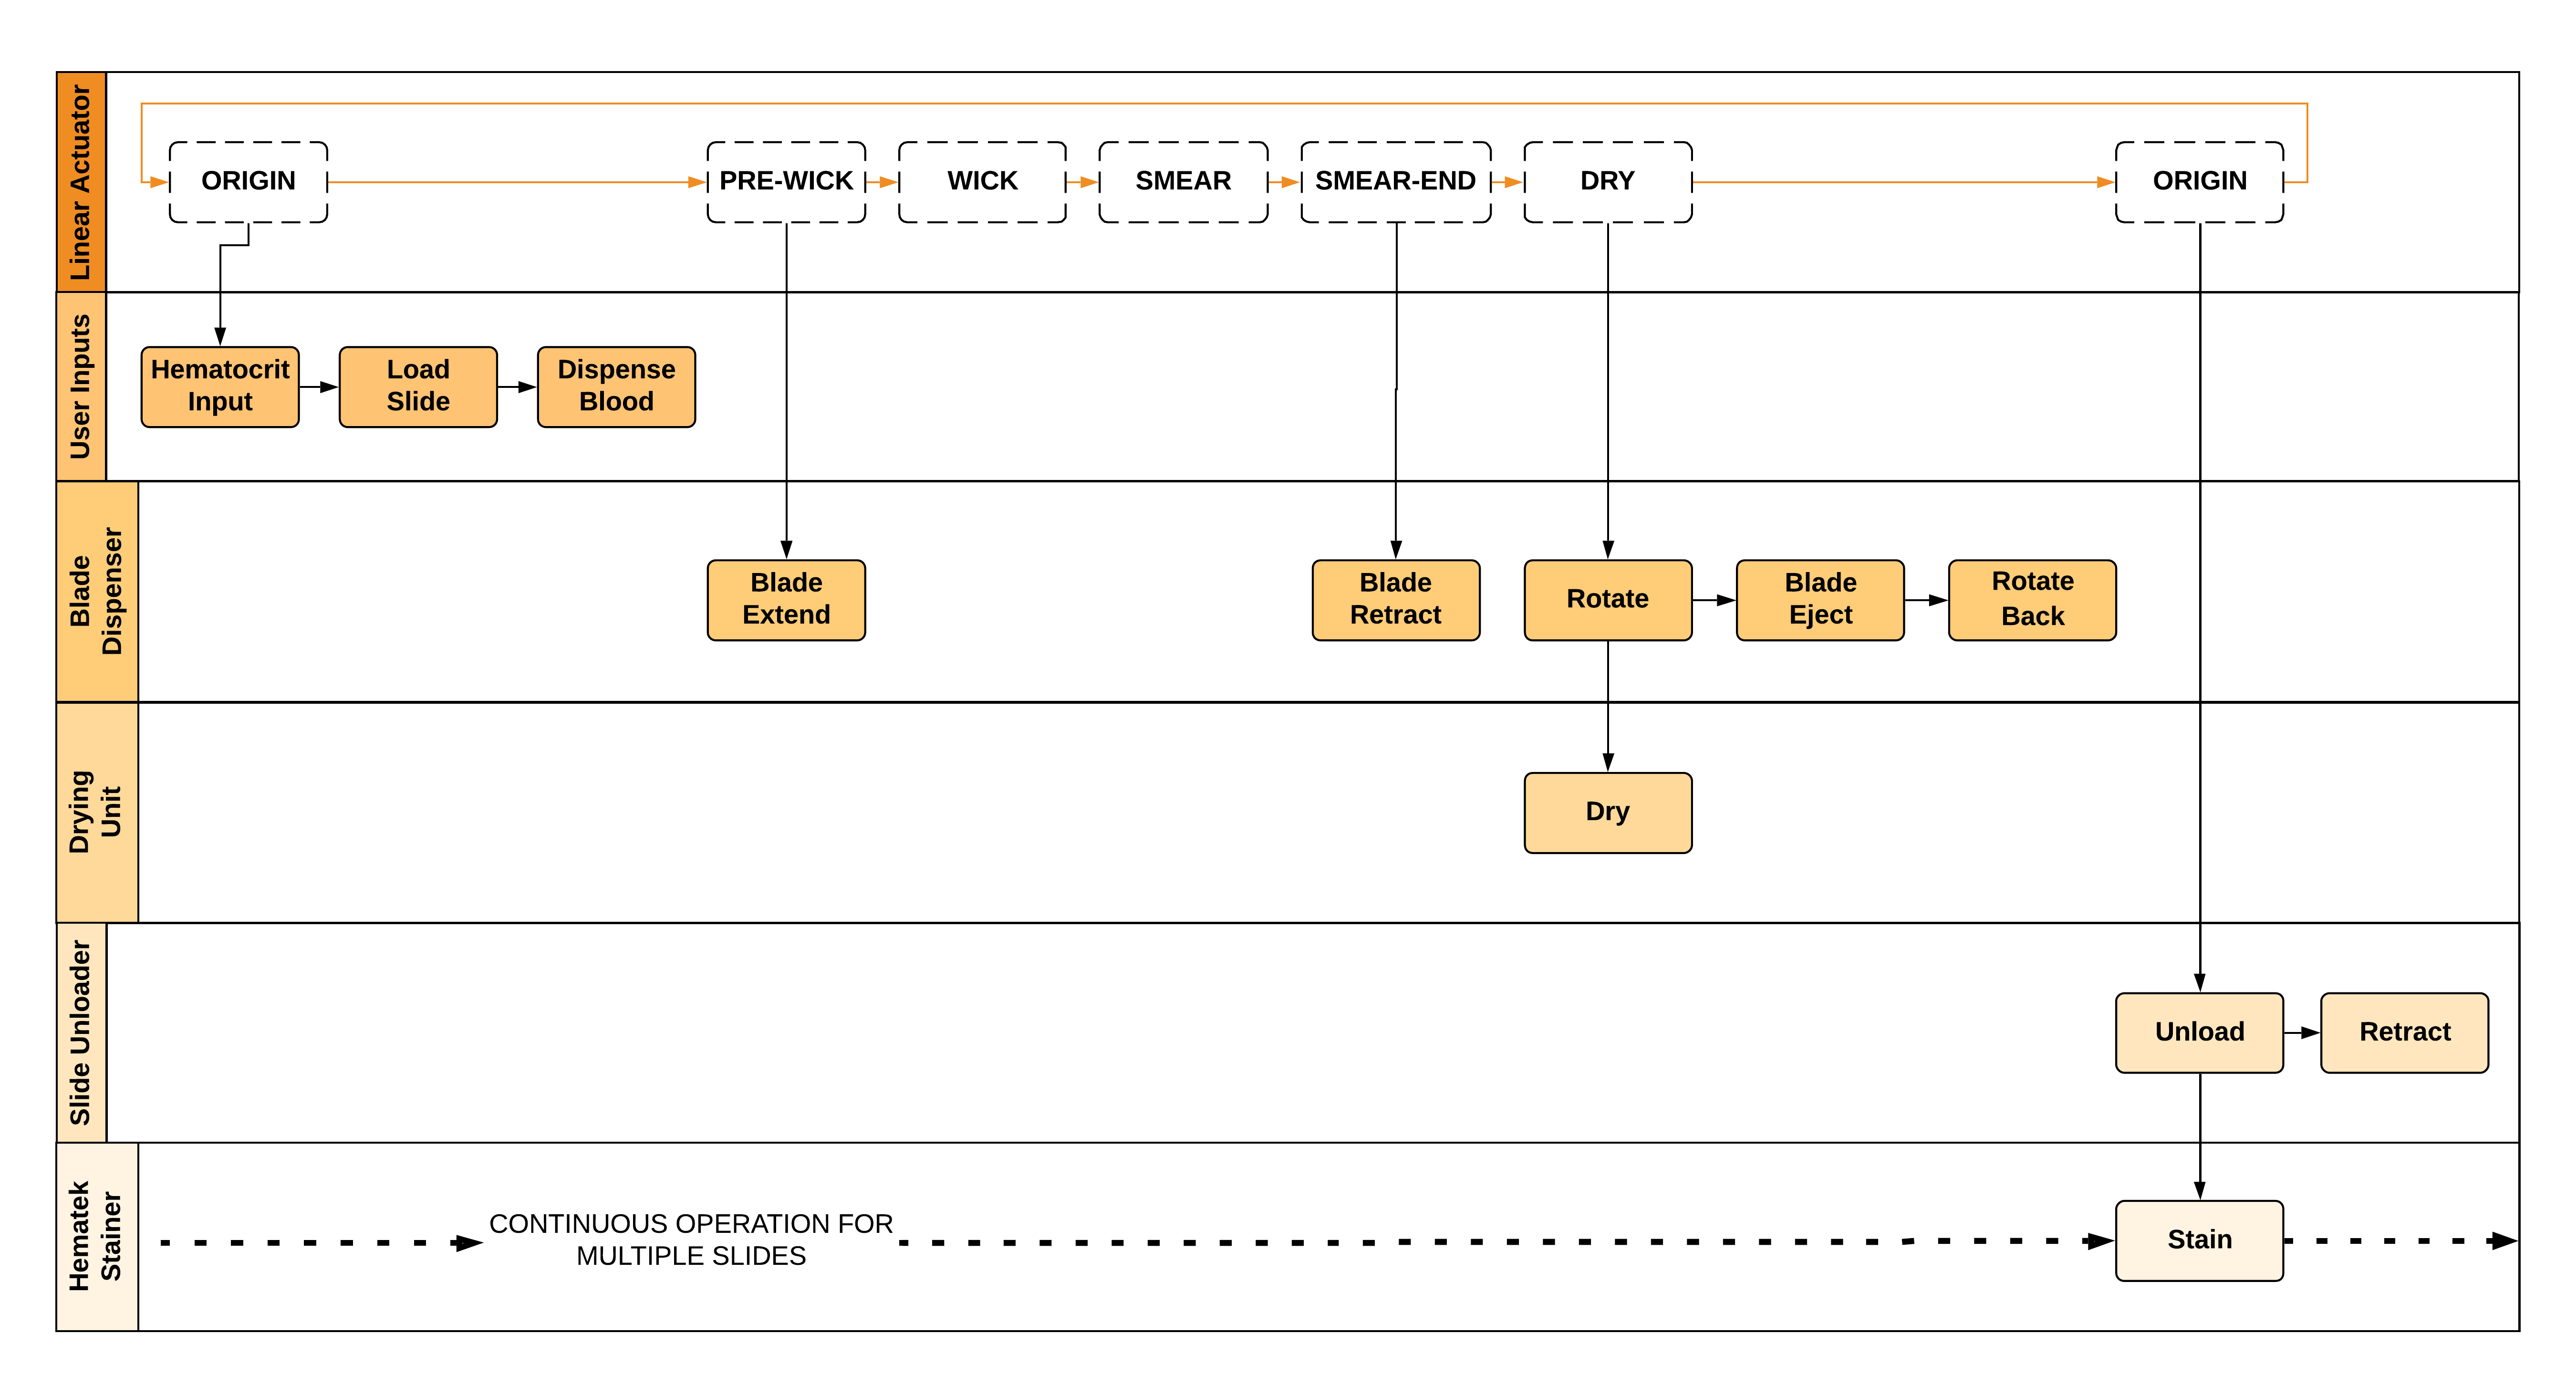 Linear Actuator
ORIGIN
PRE-WICK
WICK
SMEAR
SMEAR-END
DRY
ORIGIN
User Inputs
Hematocrit
Input
Load
Slide
Dispense
Blood
Blade
Dispenser
Blade
Extend
Blade
Retract
Rotate
Blade
Eject
Rotate
Back
Drying
Unit
Dry
Slide Unloader
Unload
Retract
Hematek
Stainer
CONTINUOUS OPERATION FOR
MULTIPLE SLIDES
Stain